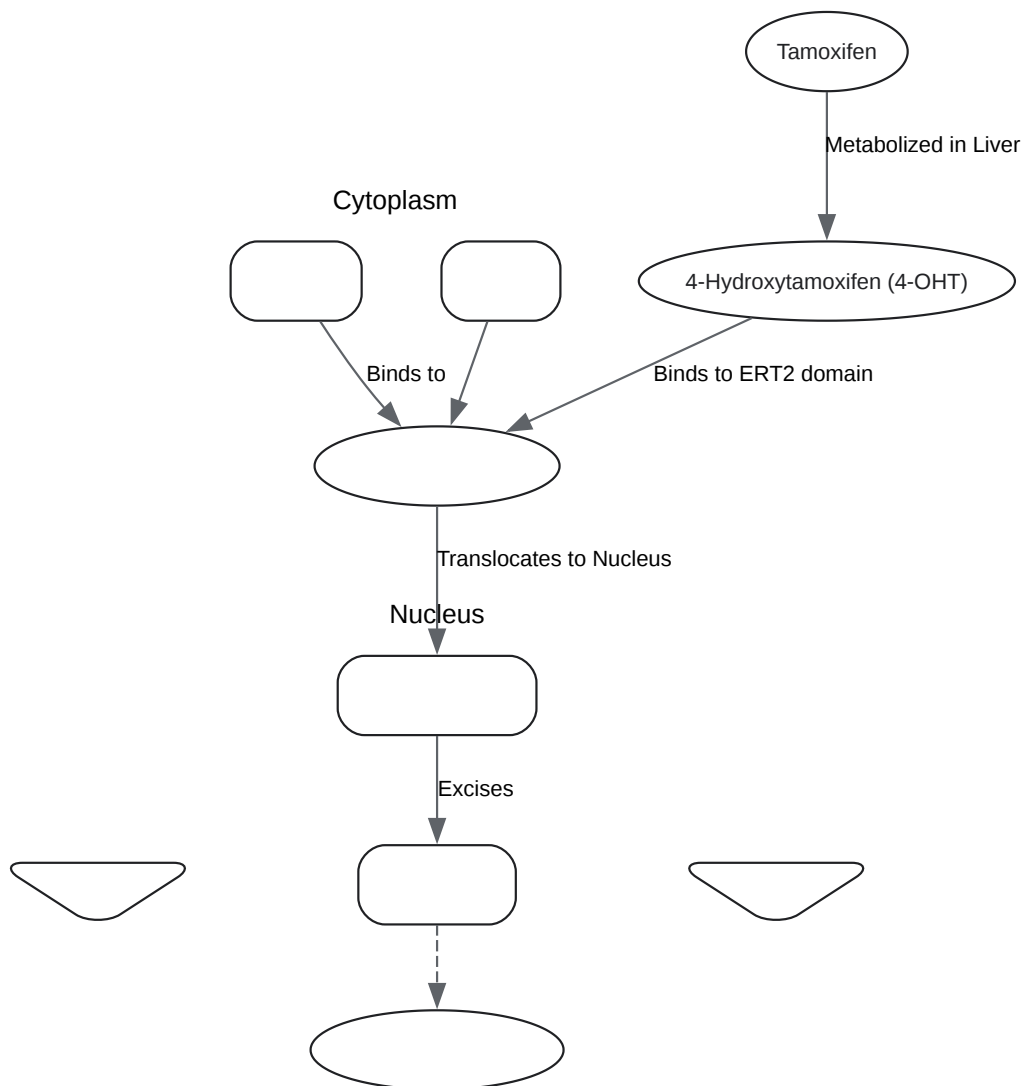 Tamoxifen
Metabolized in Liver
Cytoplasm
4-Hydroxytamoxifen (4-OHT)
Binds to
Binds to ERT2 domain
Translocates to Nucleus
Nucleus
Excises